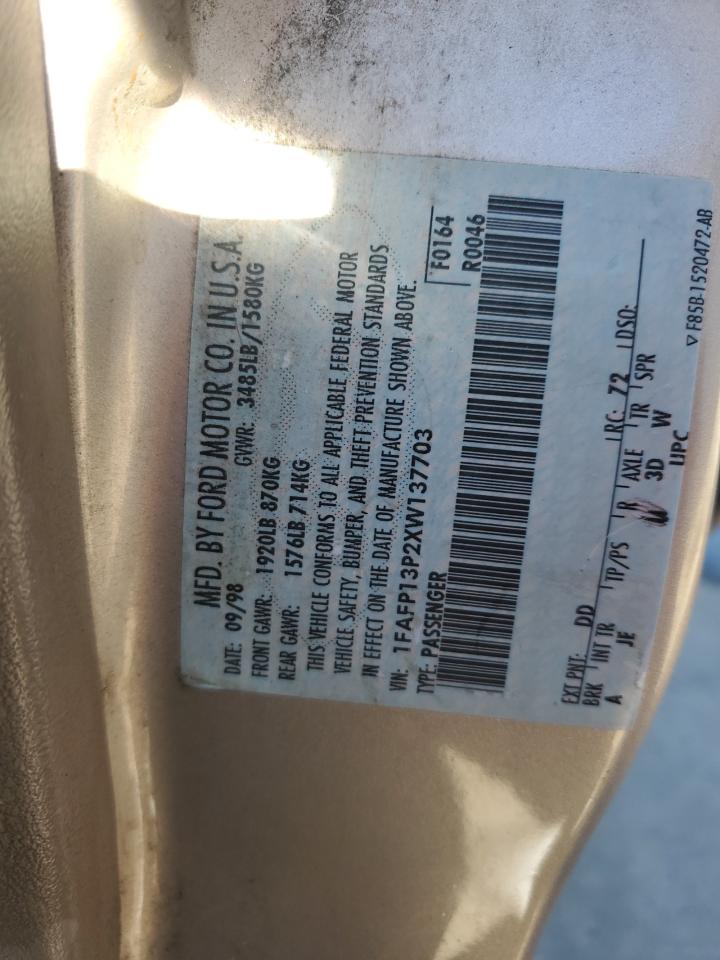 MFD. BY FORD MOTOR CO. IN U.S.A.
DATE: 09/98 GVWR: 3485LB/1580KG
FRONT GAWR: 1920LB 870KG
REAR GAWR: 1576LB 714KG
THIS VEHICLE CONFORMS TO ALL APPLICABLE FEDERAL MOTOR
VEHICLE SAFETY, BUMPER, AND THEFT PREVENTION STANDARDS
IN EFFECT ON THE DATE OF MANUFACTURE SHOWN ABOVE.
VIN: 1FAFP13P2XW137703 F0164
TYPE: PASSENGER R0046
EXT PNT: DD RC: 72 DSO:
BRK INT TR TP/PS R AXLE TR SPR
A JE 3D W
UPC
▽F85B-1520472-AB